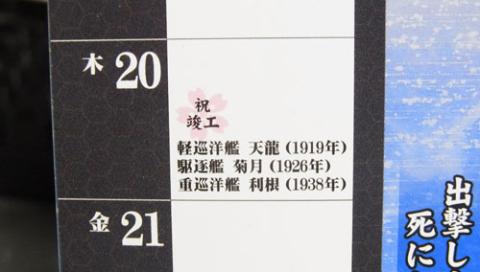 木 20
祝
竣工
軽巡洋艦 天龍 (1919年)
駆逐艦 菊月 (1926年)
重巡洋艦 利根 (1938年)
金 21
出撃し
死に